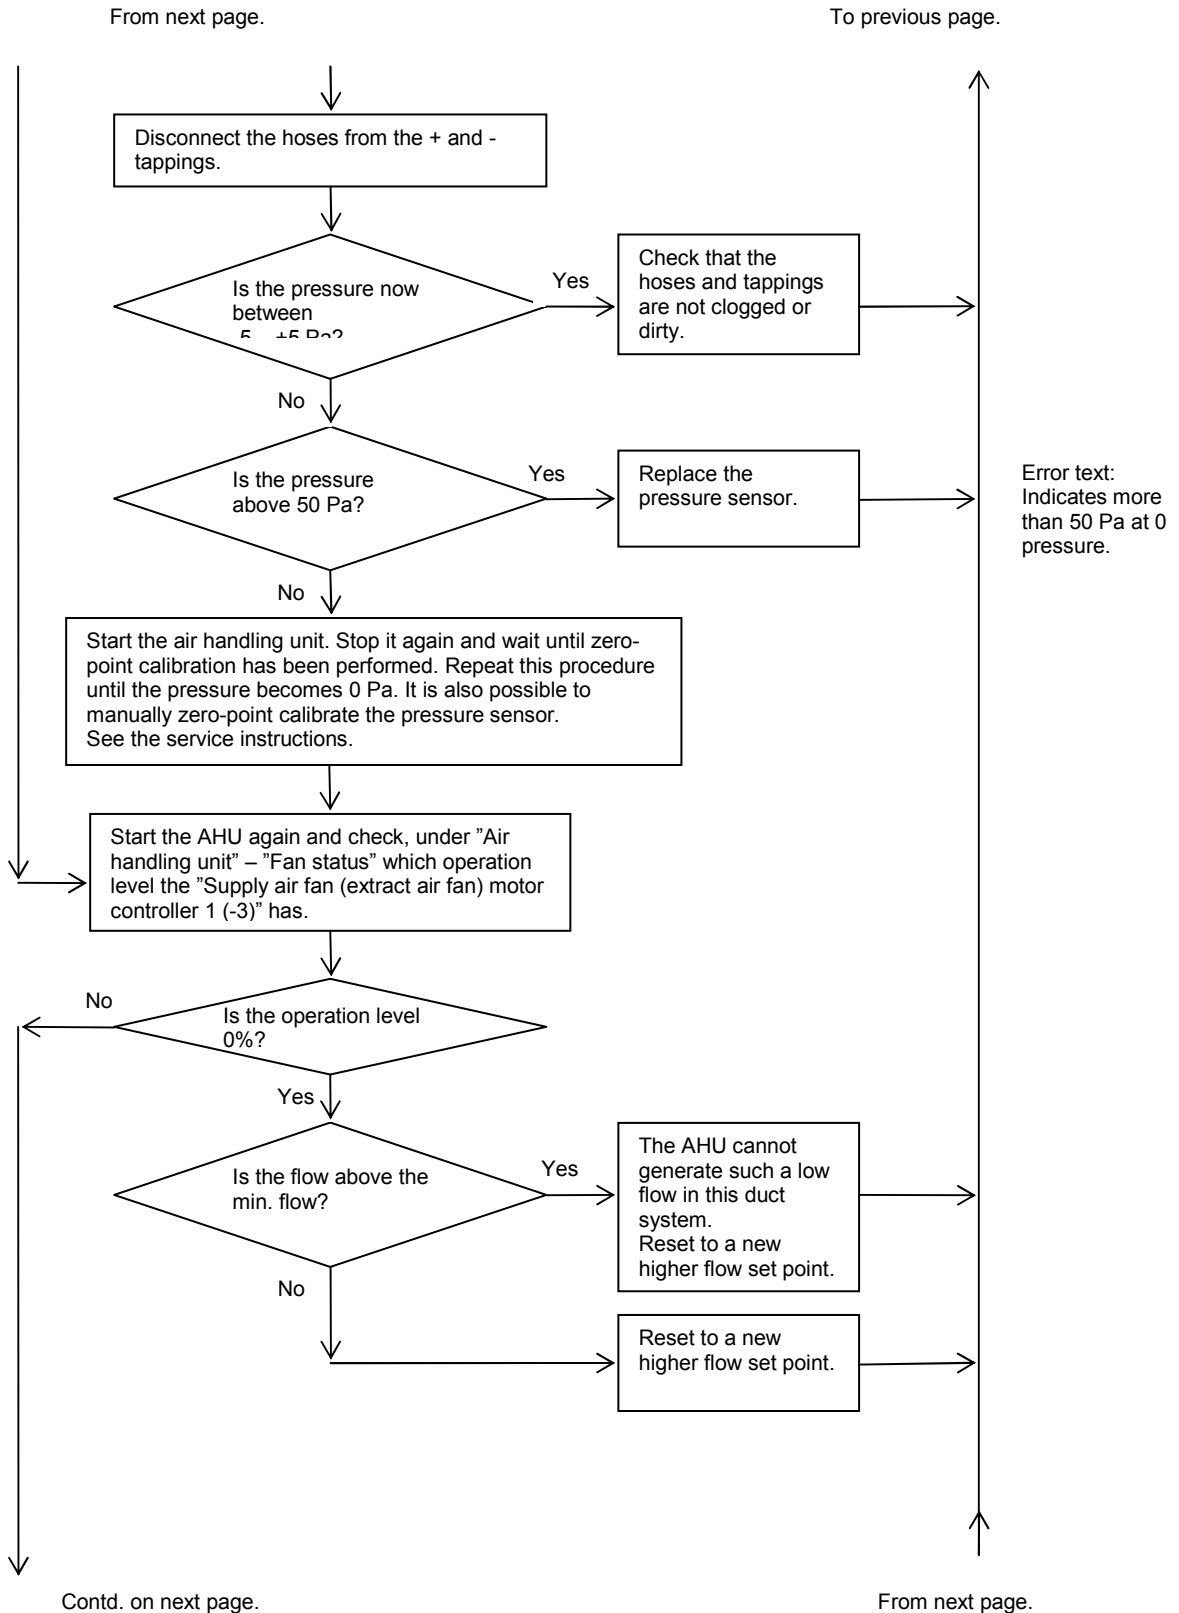 From next page.
To previous page.
Disconnect the hoses from the + and -
tappings.
Is the pressure now
between
Yes
Check that the
hoses and tappings
are not clogged or
dirty.
No
Is the pressure
above 50 Pa?
Yes
Replace the
pressure sensor.
Error text:
Indicates more
than 50 Pa at 0
pressure.
No
Start the air handling unit. Stop it again and wait until zero-
point calibration has been performed. Repeat this procedure
until the pressure becomes 0 Pa. It is also possible to
manually zero-point calibrate the pressure sensor.
See the service instructions.
Start the AHU again and check, under ”Air
handling unit” – ”Fan status” which operation
level the ”Supply air fan (extract air fan) motor
controller 1 (-3)” has.
No
Is the operation level
0%?
Yes
Is the flow above the
min. flow?
Yes
The AHU cannot
generate such a low
flow in this duct
system.
Reset to a new
higher flow set point.
No
Reset to a new
higher flow set point.
Contd. on next page.
From next page.